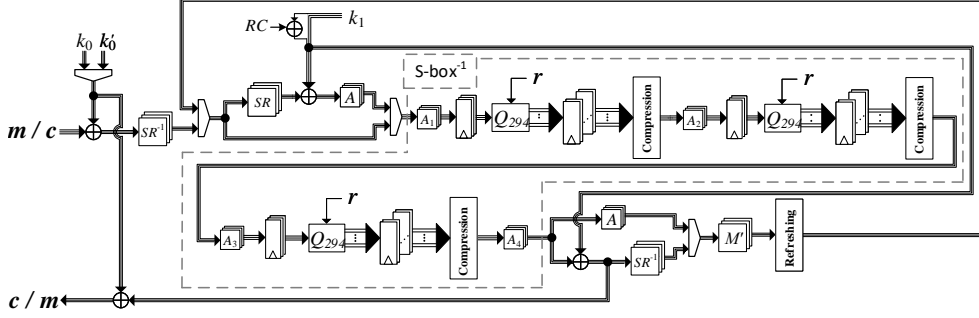 RC
k₁
k₀ k₀′
S-box⁻¹
m / c
SR⁻¹
SR
A
A₁
r
Q₂₉₄
Compression
A₂
r
Q₂₉₄
Compression
A₃
r
Q₂₉₄
Compression
A₄
A
SR⁻¹
M′
Refreshing
c / m